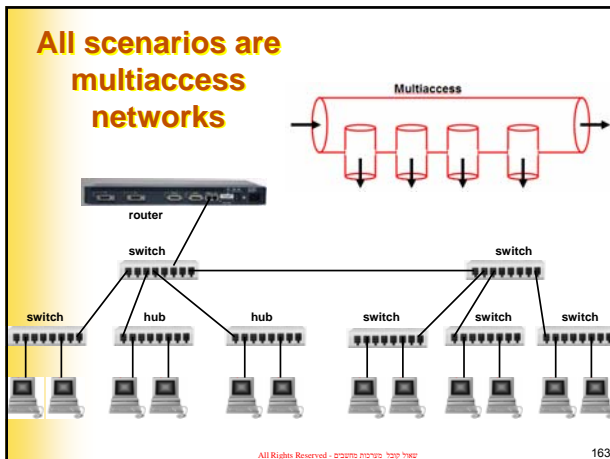 All scenarios are
multiaccess
networks
Multiaccess
router
switch
switch
switch
hub
hub
switch
switch
switch
All Rights Reserved - שאול קובל מערכות מחשבים
163